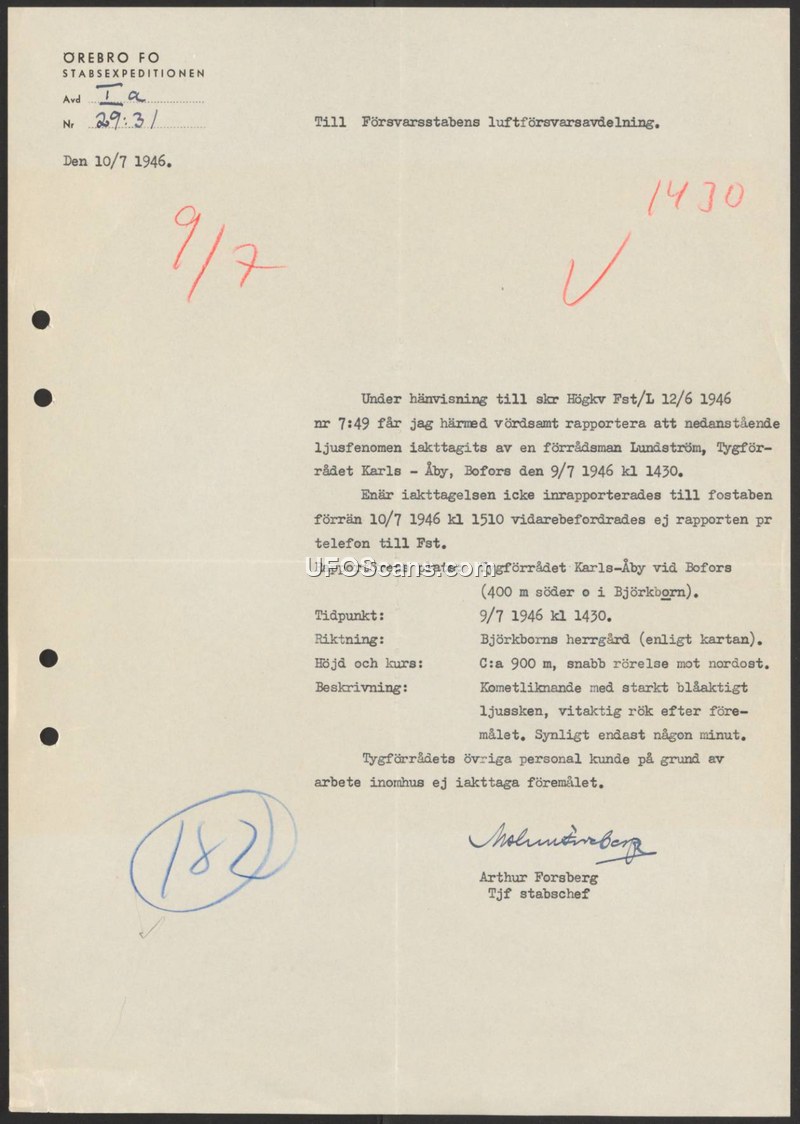 ÖREBRO FO
STABSEXPEDITIONEN
Avd I a
Nr 29:31
Till Försvarsstabens luftförsvarsavdelning.
Den 10/7 1946.
1430
9/7
Under hänvisning till skr Högkv Fst/L 12/6 1946
nr 7:49 får jag härmed vördsamt rapportera att nedanstående
ljusfenomen iakttagits av en förrådsman Lundström, Tygför-
rådet Karls - Åby, Bofors den 9/7 1946 kl 1430.
Enär iakttagelsen icke inrapporterades till fostaben
förrän 10/7 1946 kl 1510 vidarebefordrades ej rapporten pr
telefon till Fst.
UFOScans.com
Tygförrådet Karls-Åby vid Bofors
(400 m söder o i Björkborn).
Tidpunkt: 9/7 1946 kl 1430.
Riktning: Björkborns herrgård (enligt kartan).
Höjd och kurs: C:a 900 m, snabb rörelse mot nordost.
Beskrivning: Kometliknande med starkt blåaktigt
ljussken, vitaktig rök efter före-
målet. Synligt endast någon minut.
Tygförrådets övriga personal kunde på grund av
arbete inomhus ej iakttaga föremålet.
182
Arthur Forsberg
Tjf stabschef